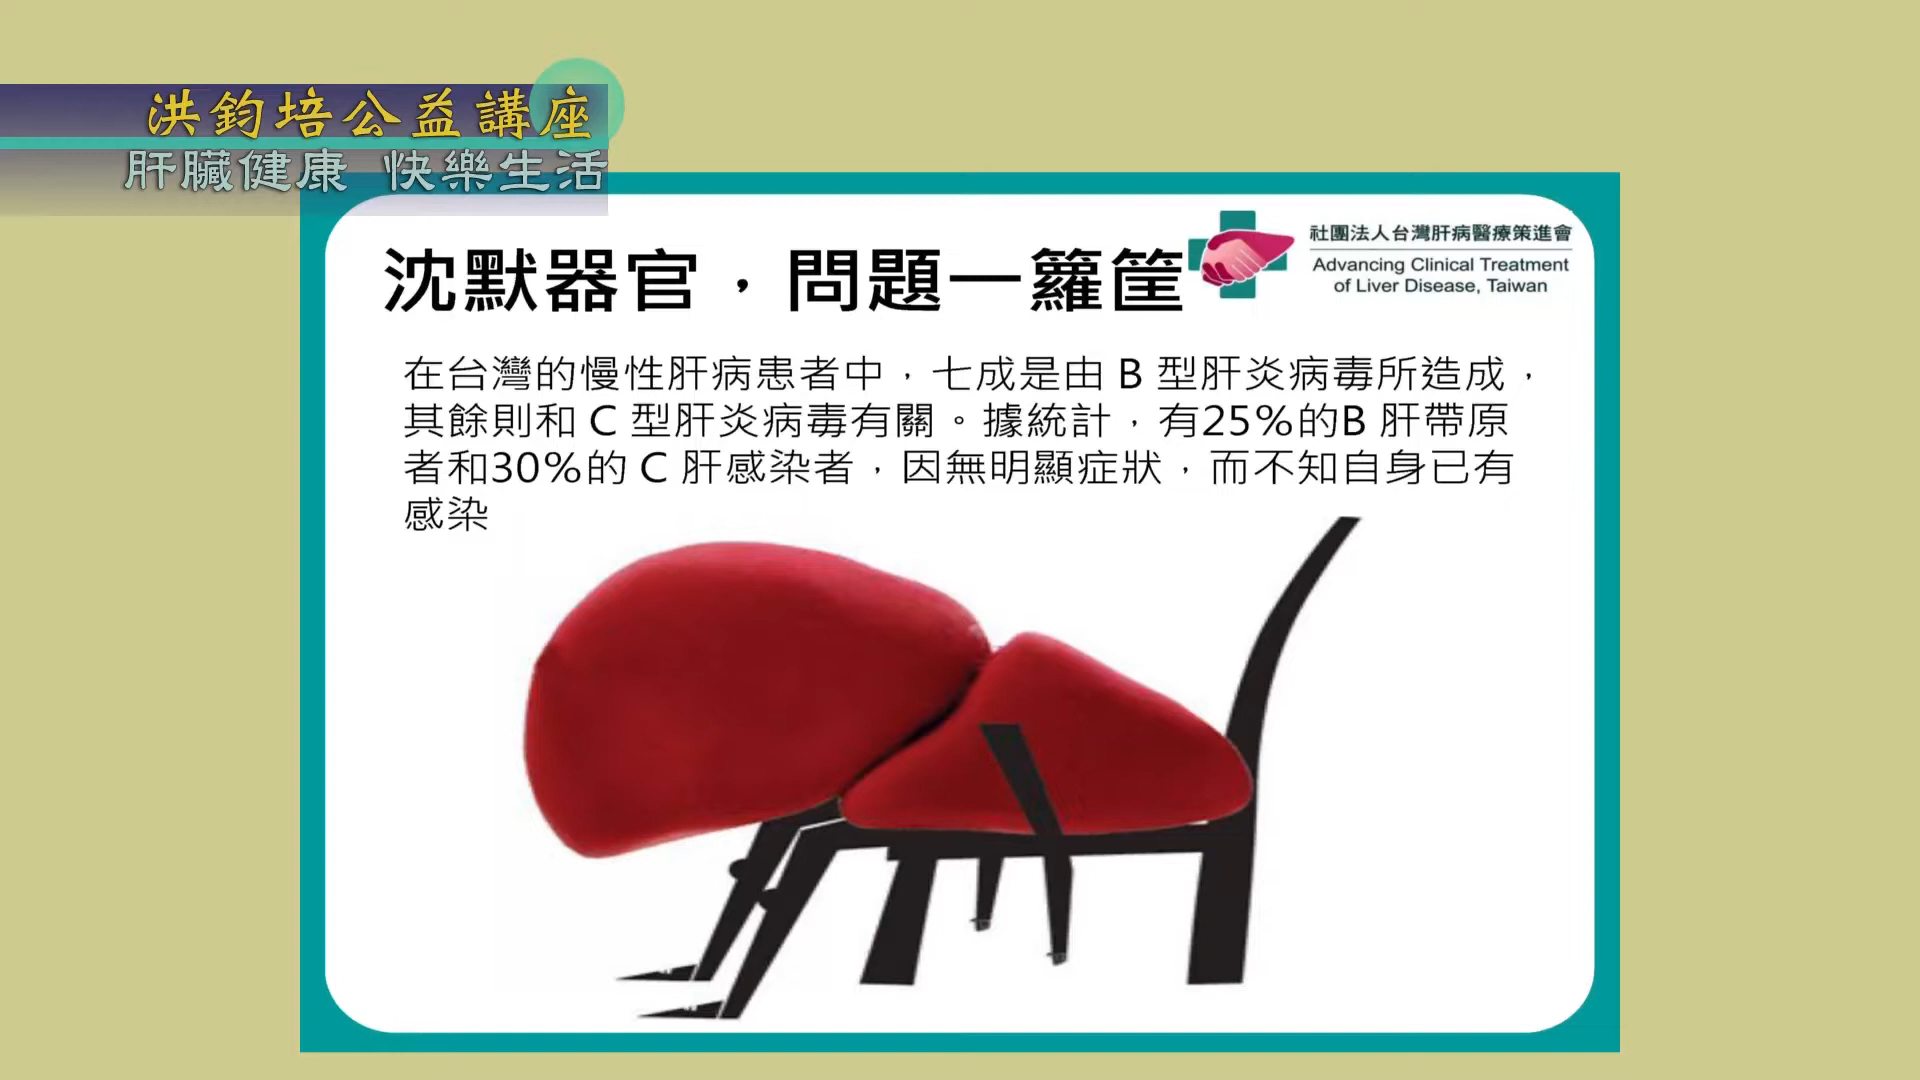 洪鈞培公益講座
肝臟健康 快樂生活
沈默器官，問題一籮筐
社團法人台灣肝病醫療策進會
Advancing Clinical Treatment
of Liver Disease, Taiwan
在台灣的慢性肝病患者中，七成是由 B 型肝炎病毒所造成，
其餘則和 C 型肝炎病毒有關。據統計，有25%的B 肝帶原
者和30%的 C 肝感染者，因無明顯症狀，而不知自身已有
感染